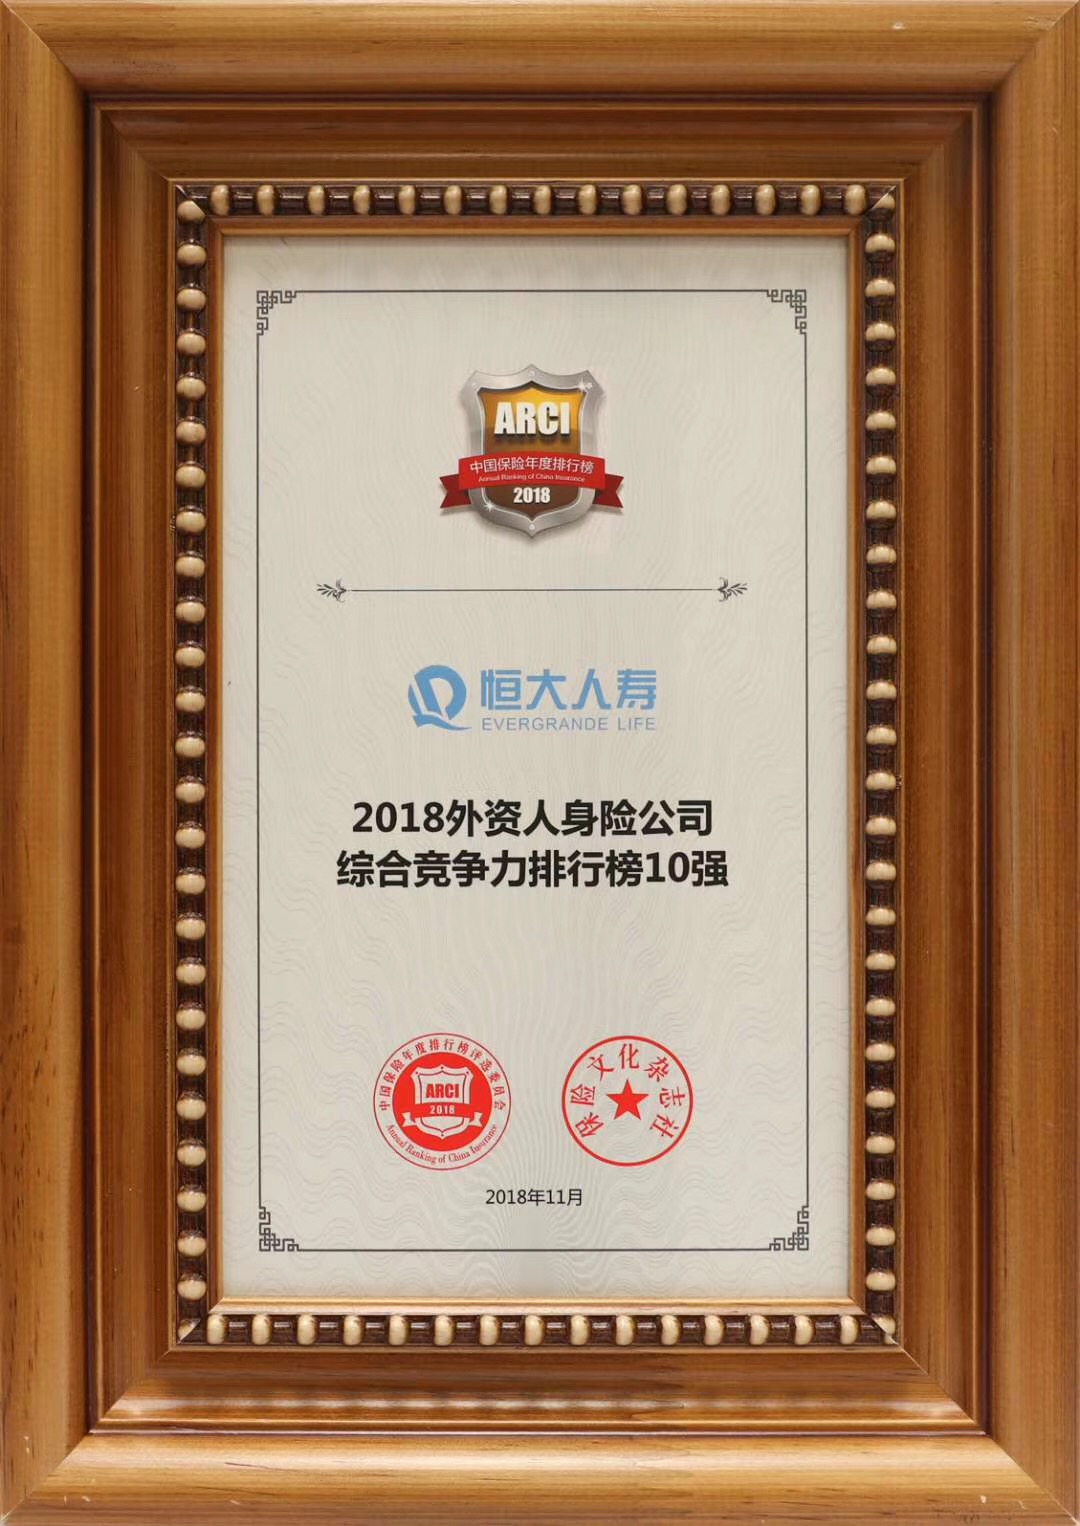 ARCI
中国保险年度排行榜
Annual Ranking of China Insurance
2018
恒大人寿
EVERGRANDE LIFE
2018外资人身险公司
综合竞争力排行榜10强
中国保险年度排行榜评选委员会
ARCI
2018
Annual Ranking of China Insurance
保险文化杂志社
2018年11月